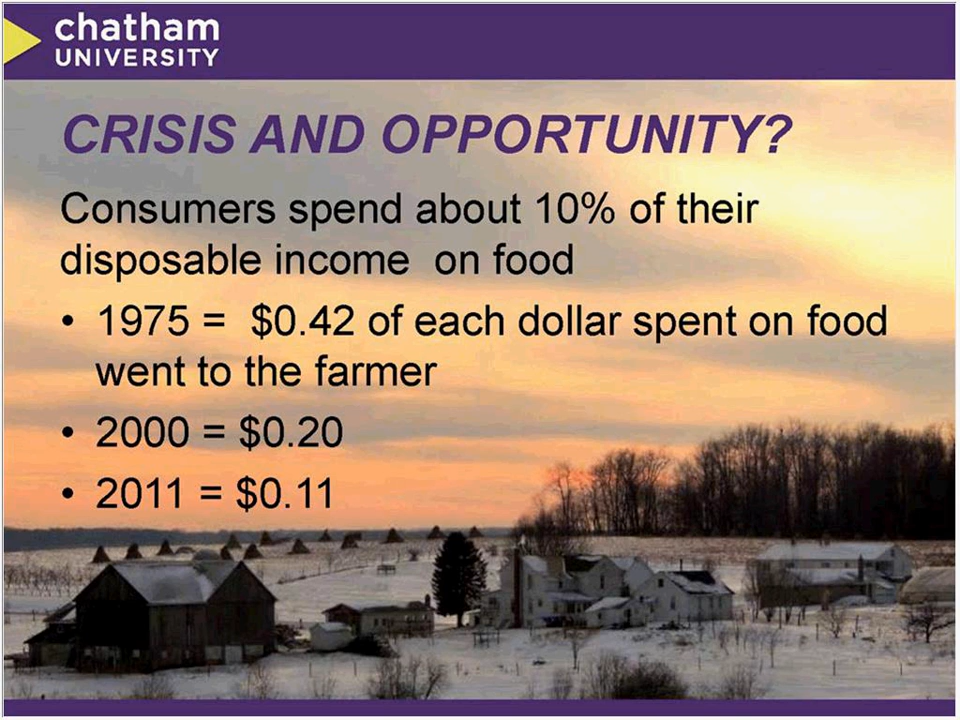 chatham
UNIVERSITY
CRISIS AND OPPORTUNITY?
Consumers spend about 10% of their
disposable income  on food
• 1975 =  $0.42 of each dollar spent on food
went to the farmer
• 2000 = $0.20
• 2011 = $0.11